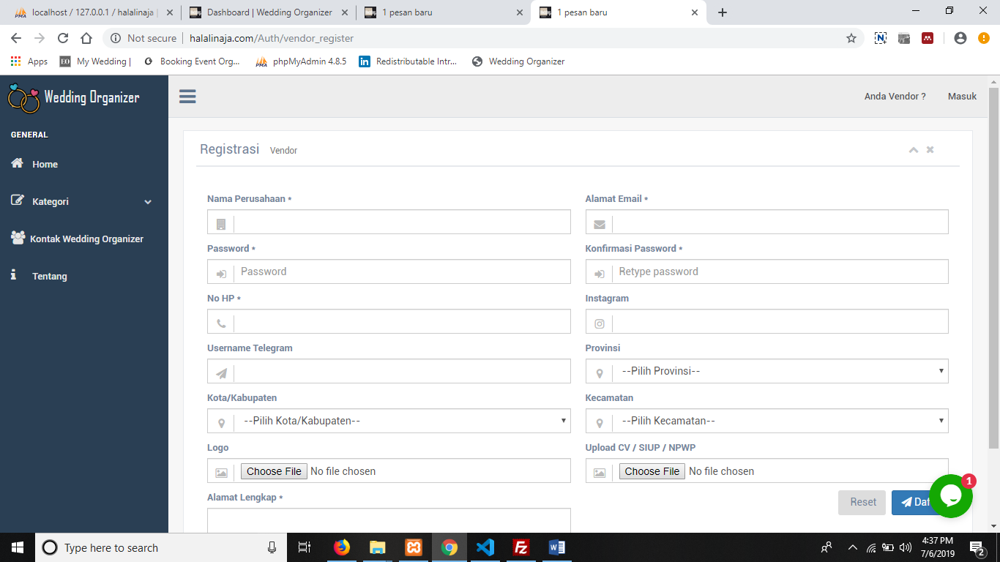 localhost / 127.0.0.1 / halalinaja |
Dashboard | Wedding Organizer
1 pesan baru
1 pesan baru
Not secure | halalinaja.com/Auth/vendor_register
Apps
EO My Wedding |
Booking Event Org...
phpMyAdmin 4.8.5
in Redistributable Intr...
Wedding Organizer
Wedding Organizer
Anda Vendor ?
Masuk
GENERAL
Home
Kategori
Kontak Wedding Organizer
Tentang
Registrasi Vendor
Nama Perusahaan *
Alamat Email *
Password *
Password
Konfirmasi Password *
Retype password
No HP *
Instagram
Username Telegram
Provinsi
--Pilih Provinsi--
Kota/Kabupaten
--Pilih Kota/Kabupaten--
Kecamatan
--Pilih Kecamatan--
Logo
Choose File No file chosen
Upload CV / SIUP / NPWP
Choose File No file chosen
Alamat Lengkap *
Reset
1
Type here to search
4:37 PM
7/6/2019
2